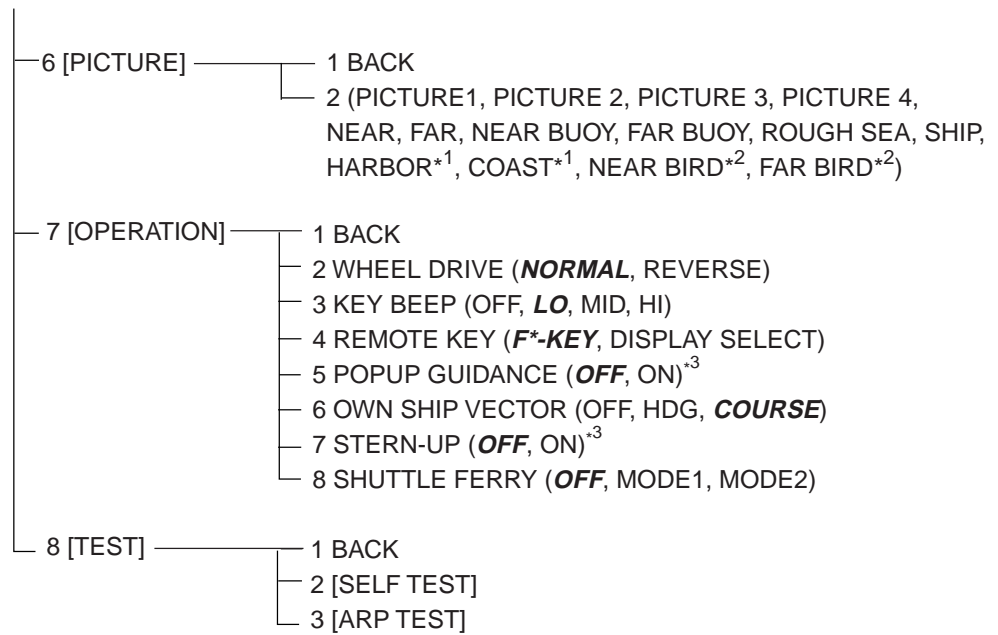 6 [PICTURE]
1 BACK
2 (PICTURE1, PICTURE 2, PICTURE 3, PICTURE 4,
NEAR, FAR, NEAR BUOY, FAR BUOY, ROUGH SEA, SHIP,
HARBOR*1, COAST*1, NEAR BIRD*2, FAR BIRD*2)
7 [OPERATION]
1 BACK
2 WHEEL DRIVE (NORMAL, REVERSE)
3 KEY BEEP (OFF, LO, MID, HI)
4 REMOTE KEY (F*-KEY, DISPLAY SELECT)
5 POPUP GUIDANCE (OFF, ON)*3
6 OWN SHIP VECTOR (OFF, HDG, COURSE)
7 STERN-UP (OFF, ON)*3
8 SHUTTLE FERRY (OFF, MODE1, MODE2)
8 [TEST]
1 BACK
2 [SELF TEST]
3 [ARP TEST]